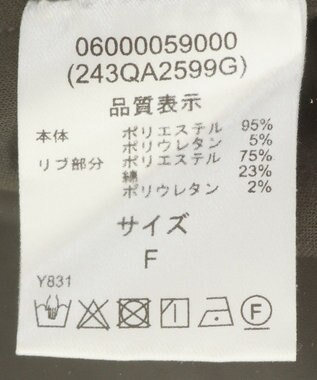 06000059000
(243QA2599G)
品質表示
本体 ポリエステル 95%
ポリウレタン 5%
リブ部分 ポリエステル 75%
綿 23%
ポリウレタン 2%
サイズ
F
Y831
F